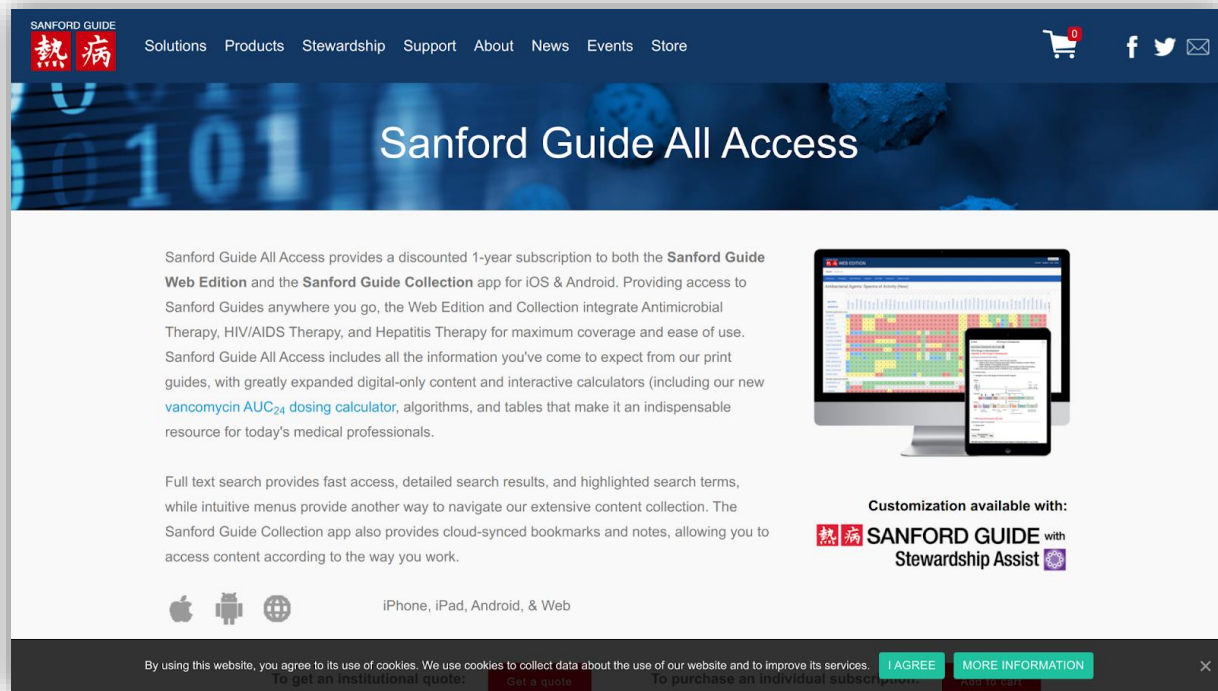 SANFORD GUIDE
熱 病
Solutions Products Stewardship Support About News Events Store
0
101
Sanford Guide All Access
Sanford Guide All Access provides a discounted 1-year subscription to both the Sanford Guide
Web Edition and the Sanford Guide Collection app for iOS & Android. Providing access to
Sanford Guides anywhere you go, the Web Edition and Collection integrate Antimicrobial
Therapy, HIV/AIDS Therapy, and Hepatitis Therapy for maximum coverage and ease of use.
Sanford Guide All Access includes all the information you've come to expect from our print
guides, with greatly expanded digital-only content and interactive calculators (including our new
vancomycin AUC24 dosing calculator, algorithms, and tables that make it an indispensable
resource for today's medical professionals.
Full text search provides fast access, detailed search results, and highlighted search terms,
while intuitive menus provide another way to navigate our extensive content collection. The
Sanford Guide Collection app also provides cloud-synced bookmarks and notes, allowing you to
access content according to the way you work.
iPhone, iPad, Android, & Web
WEB EDITION
Antibacterial Agents: Spectra of Activity (New)
Customization available with:
熱 病 SANFORD GUIDE with
Stewardship Assist
By using this website, you agree to its use of cookies. We use cookies to collect data about the use of our website and to improve its services. I AGREE MORE INFORMATION
To get an institutional quote: Get a quote To purchase an individual subscription: Add to cart